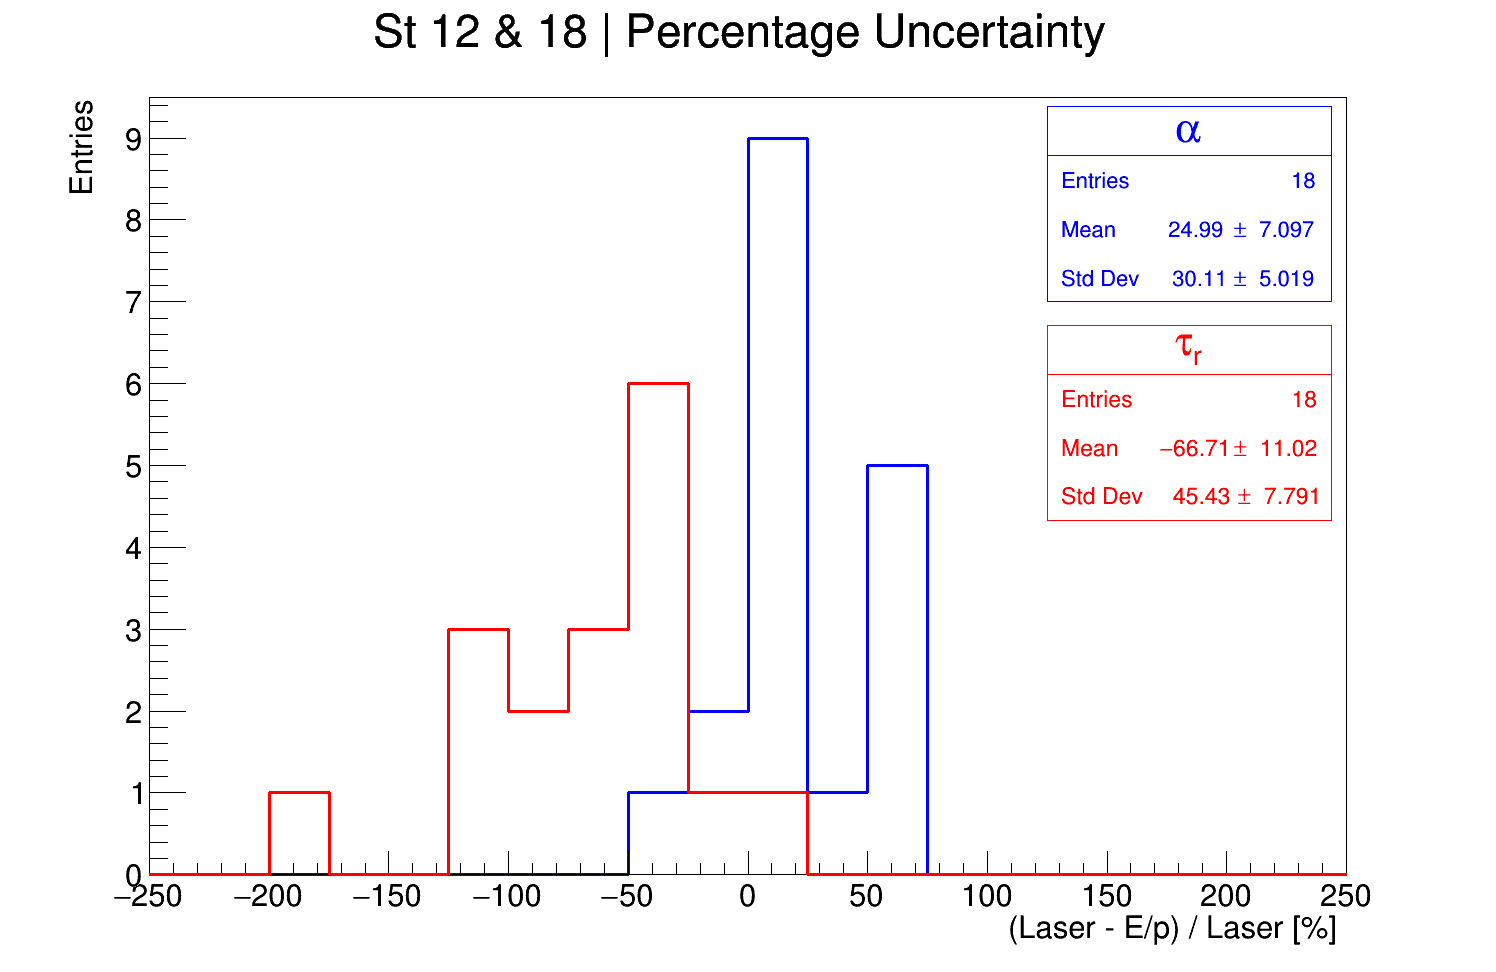 St 12 & 18 | Percentage Uncertainty
Entries
9
8
7
6
5
4
3
2
1
0
−250 −200 −150 −100 −50 0 50 100 150 200 250
(Laser - E/p) / Laser [%]
α
Entries 18
Mean 24.99 ± 7.097
Std Dev 30.11 ± 5.019
τr
Entries 18
Mean −66.71 ± 11.02
Std Dev 45.43 ± 7.791